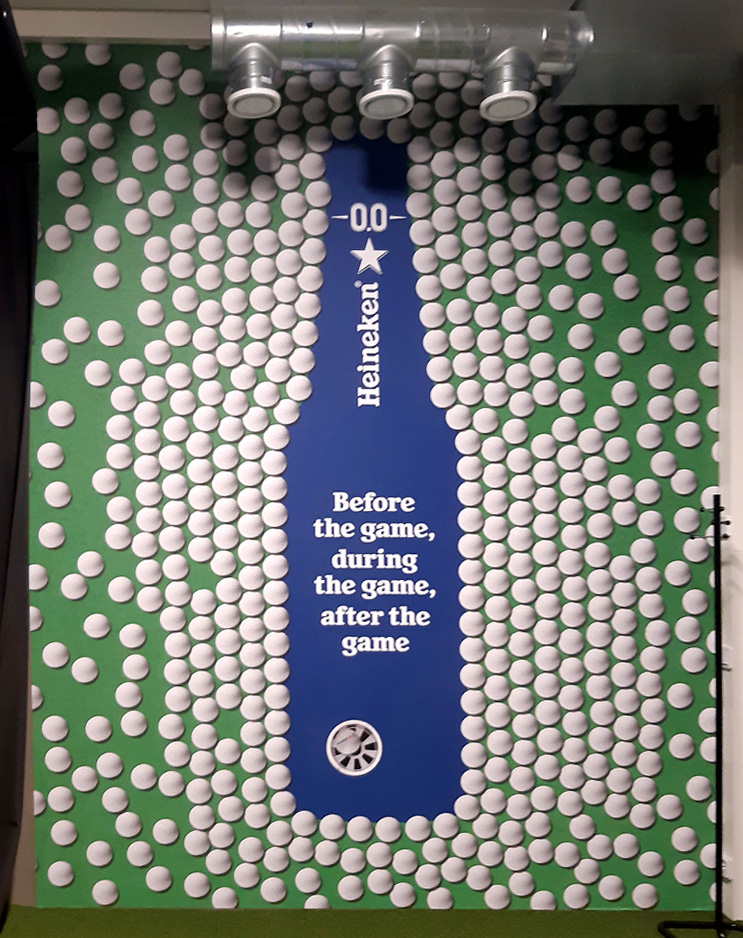 0.0
Heineken®
Before
the game,
during
the game,
after the
game